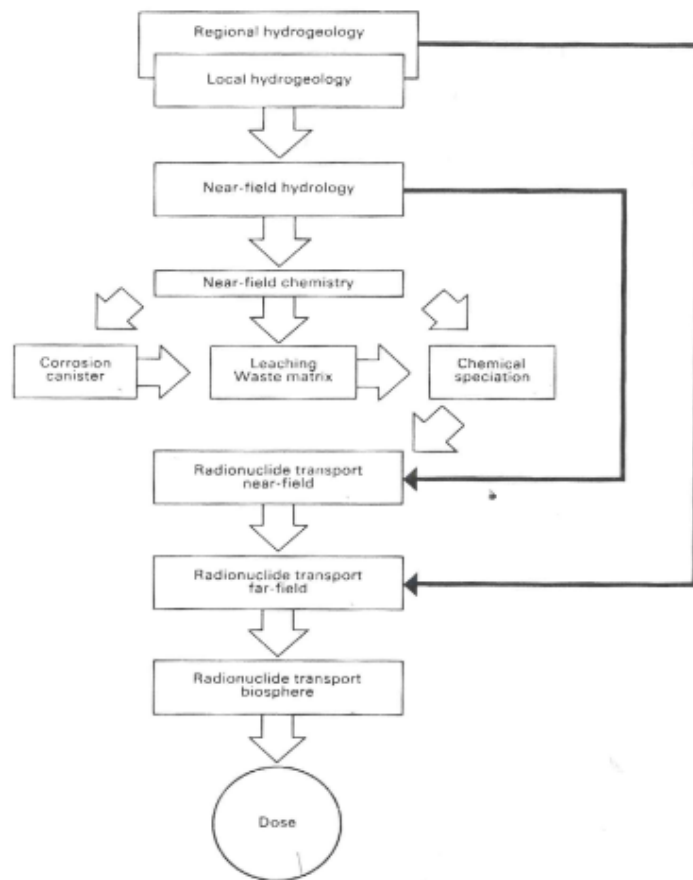 Regional hydrogeology
Local hydrogeology
Near-field hydrology
Near-field chemistry
Corrosion
canister
Leaching
Waste matrix
Chemical
speciation
Radionuclide transport
near-field
Radionuclide transport
far-field
Radionuclide transport
biosphere
Dose